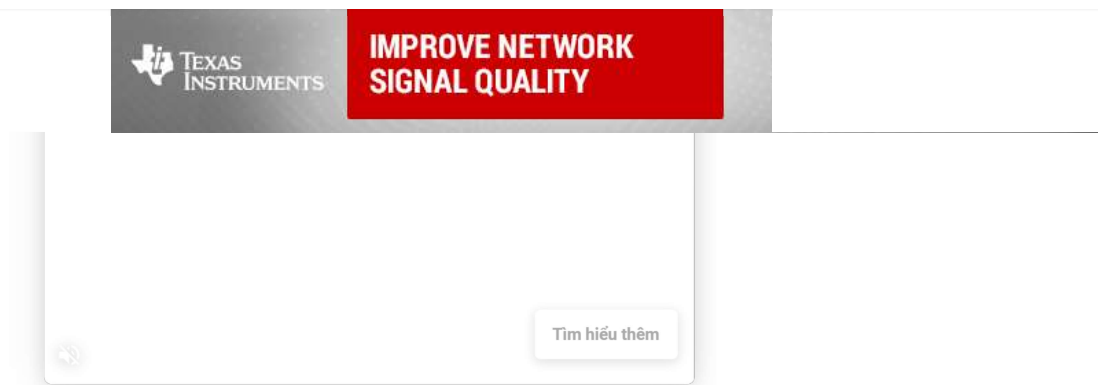 TEXAS
INSTRUMENTS
IMPROVE NETWORK
SIGNAL QUALITY
Tìm hiểu thêm